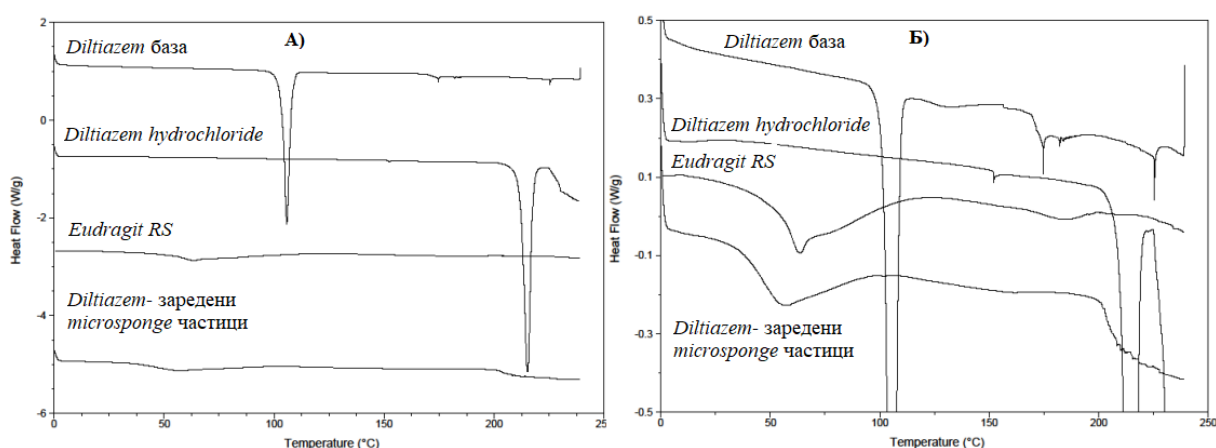 А)
Diltiazem база
Diltiazem hydrochloride
Eudragit RS
Diltiazem- заредени
microsponge частици
Heat Flow (W/g)
2
0
-2
-4
-6
0
50
100
150
200
25
Temperature (°C)
Б)
Diltiazem база
Diltiazem hydrochloride
Eudragit RS
Diltiazem- заредени
microsponge частици
Heat Flow (W/g)
0.5
0.3
0.1
-0.1
-0.3
-0.5
0
50
100
150
200
250
Temperature (°C)